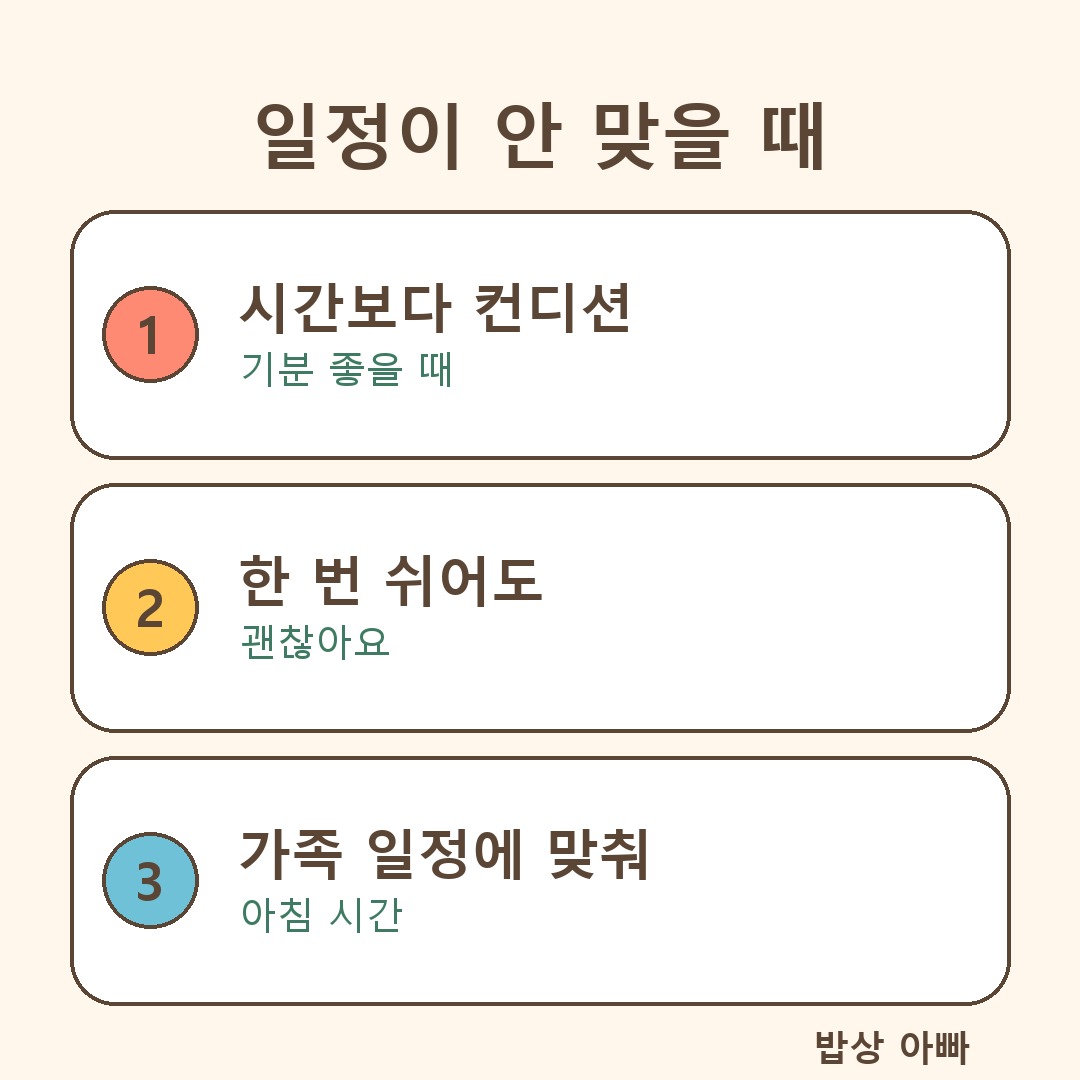 일정이 안 맞을 때
1
시간보다 컨디션
기분 좋을 때
2
한 번 쉬어도
괜찮아요
3
가족 일정에 맞춰
아침 시간
밥상 아빠